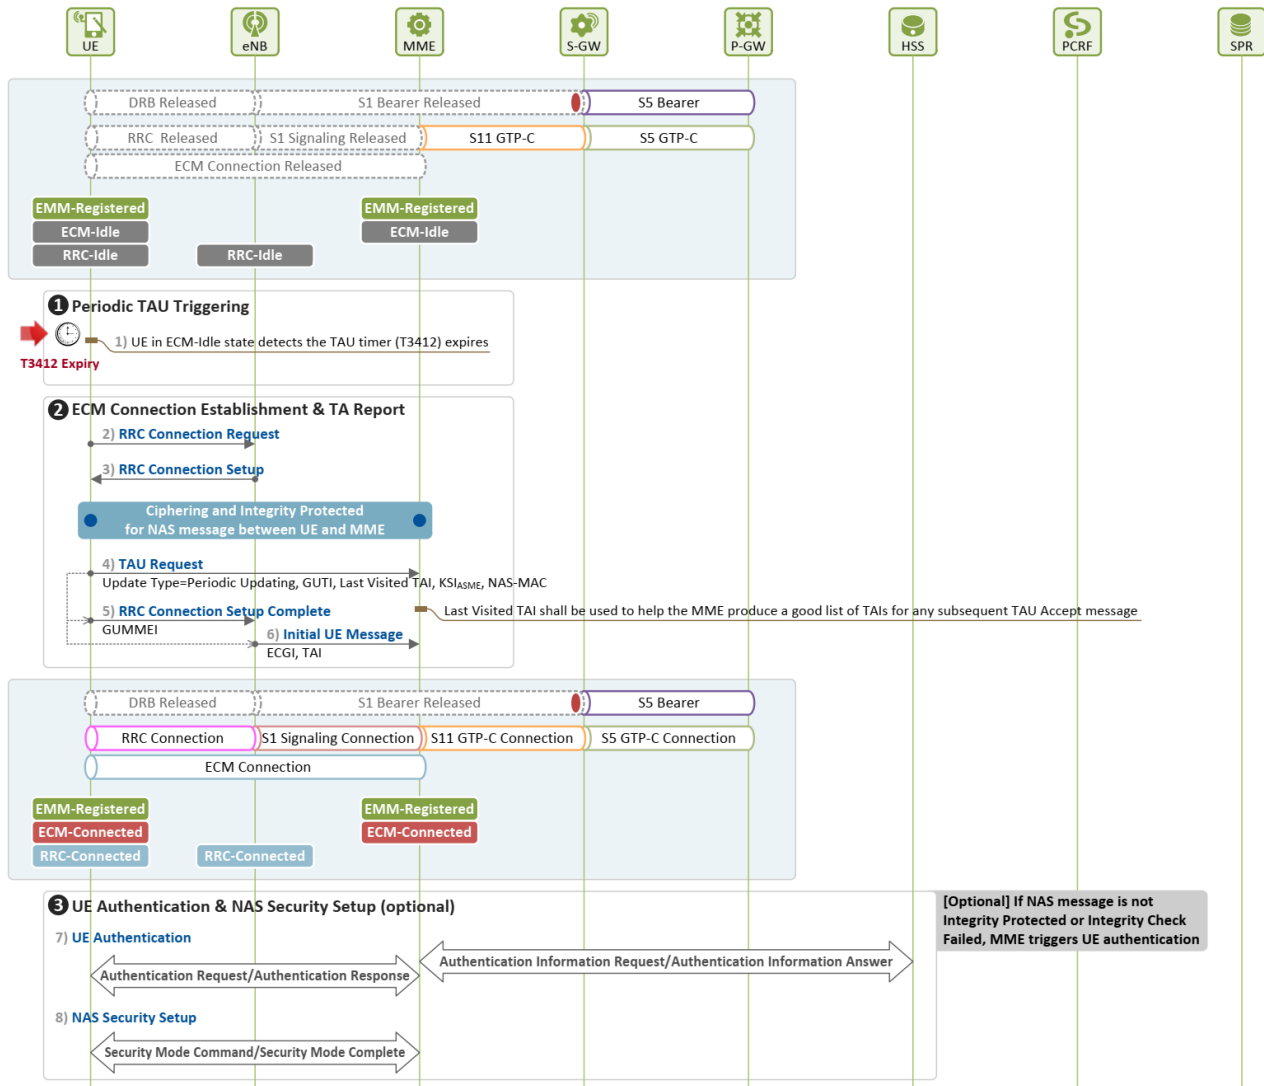 UE eNB MME S-GW P-GW HSS PCRF SPR
DRB Released S1 Bearer Released S5 Bearer
RRC Released S1 Signaling Released S11 GTP-C S5 GTP-C
ECM Connection Released
EMM-Registered EMM-Registered
ECM-Idle ECM-Idle
RRC-Idle RRC-Idle
1 Periodic TAU Triggering
1) UE in ECM-Idle state detects the TAU timer (T3412) expires
T3412 Expiry
2 ECM Connection Establishment & TA Report
2) RRC Connection Request
3) RRC Connection Setup
Ciphering and Integrity Protected
for NAS message between UE and MME
4) TAU Request
Update Type=Periodic Updating, GUTI, Last Visited TAI, KSIASME, NAS-MAC
5) RRC Connection Setup Complete
Last Visited TAI shall be used to help the MME produce a good list of TAIs for any subsequent TAU Accept message
GUMMEI
6) Initial UE Message
ECGI, TAI
DRB Released S1 Bearer Released S5 Bearer
RRC Connection S1 Signaling Connection S11 GTP-C Connection S5 GTP-C Connection
ECM Connection
EMM-Registered EMM-Registered
ECM-Connected ECM-Connected
RRC-Connected RRC-Connected
3 UE Authentication & NAS Security Setup (optional)
[Optional] If NAS message is not
Integrity Protected or Integrity Check
Failed, MME triggers UE authentication
7) UE Authentication
Authentication Information Request/Authentication Information Answer
Authentication Request/Authentication Response
8) NAS Security Setup
Security Mode Command/Security Mode Complete